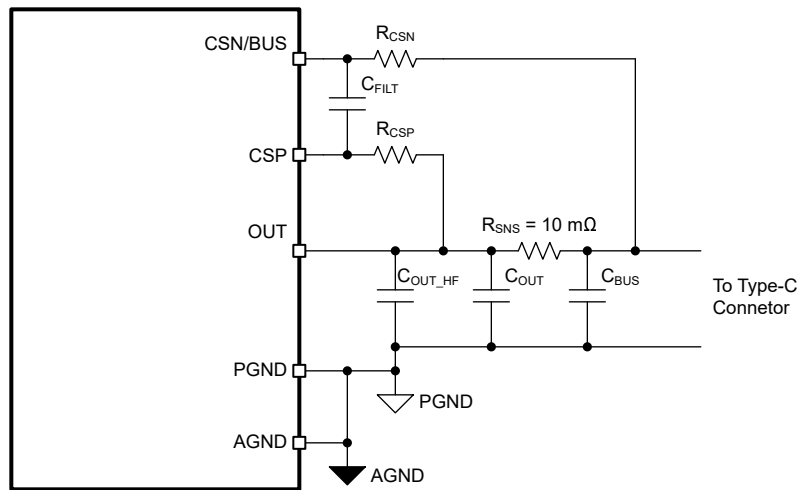 CSN/BUS
R_CSN
C_FILT
R_CSP
CSP
OUT
R_SNS = 10 mΩ
C_OUT_HF
C_OUT
C_BUS
To Type-C
Connetor
PGND
PGND
AGND
AGND